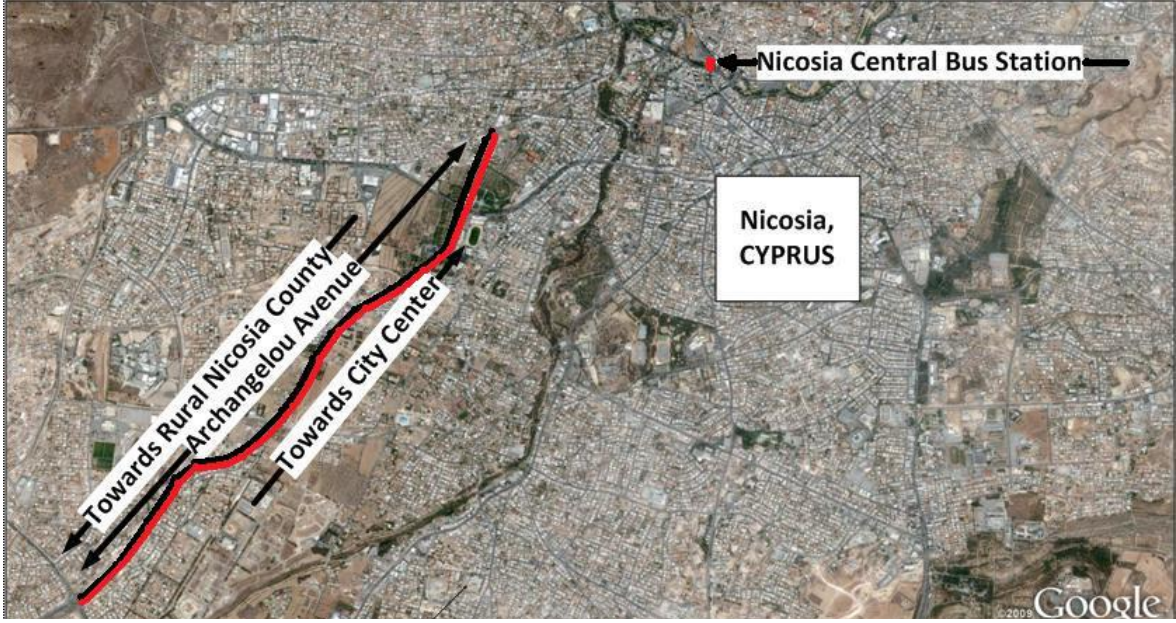 Nicosia Central Bus Station
Nicosia,
CYPRUS
Towards Rural Nicosia County
Archangelou Avenue
Towards City Center
©2009 Google